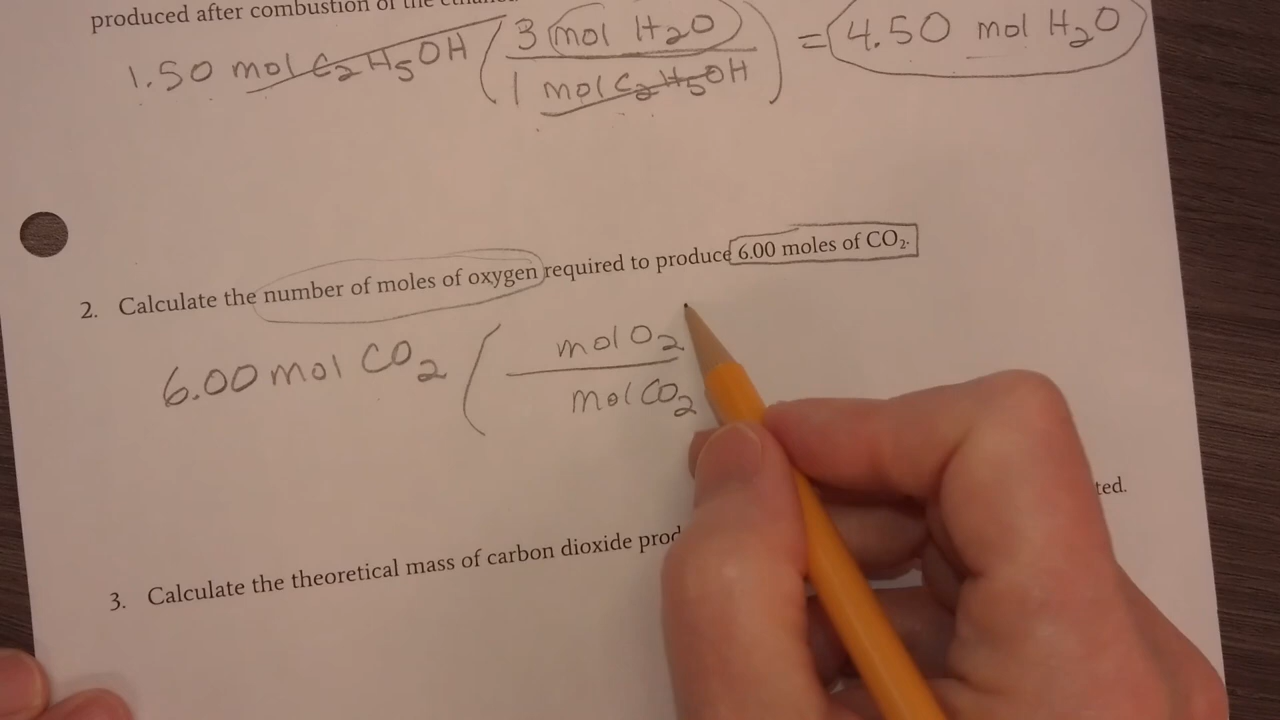 produced after combustion of the ethanol
1.50 mol C2H5OH ( 3 mol H2O / 1 mol C2H5OH ) = 4.50 mol H2O
2. Calculate the number of moles of oxygen required to produce 6.00 moles of CO₂.
6.00 mol CO2 ( mol O2 / mol CO2
ted.
3. Calculate the theoretical mass of carbon dioxide prod